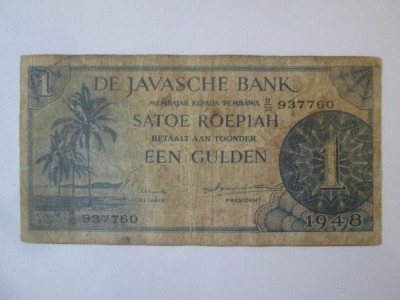 1
DE JAVASCHE BANK
MEMBAJAR KEPADA PEMBAWA
937760
SATOE ROEPIAH
BETAALT AAN TOONDER
EEN GULDEN
1
937760
SECRETARIS
PRESIDENT
1948